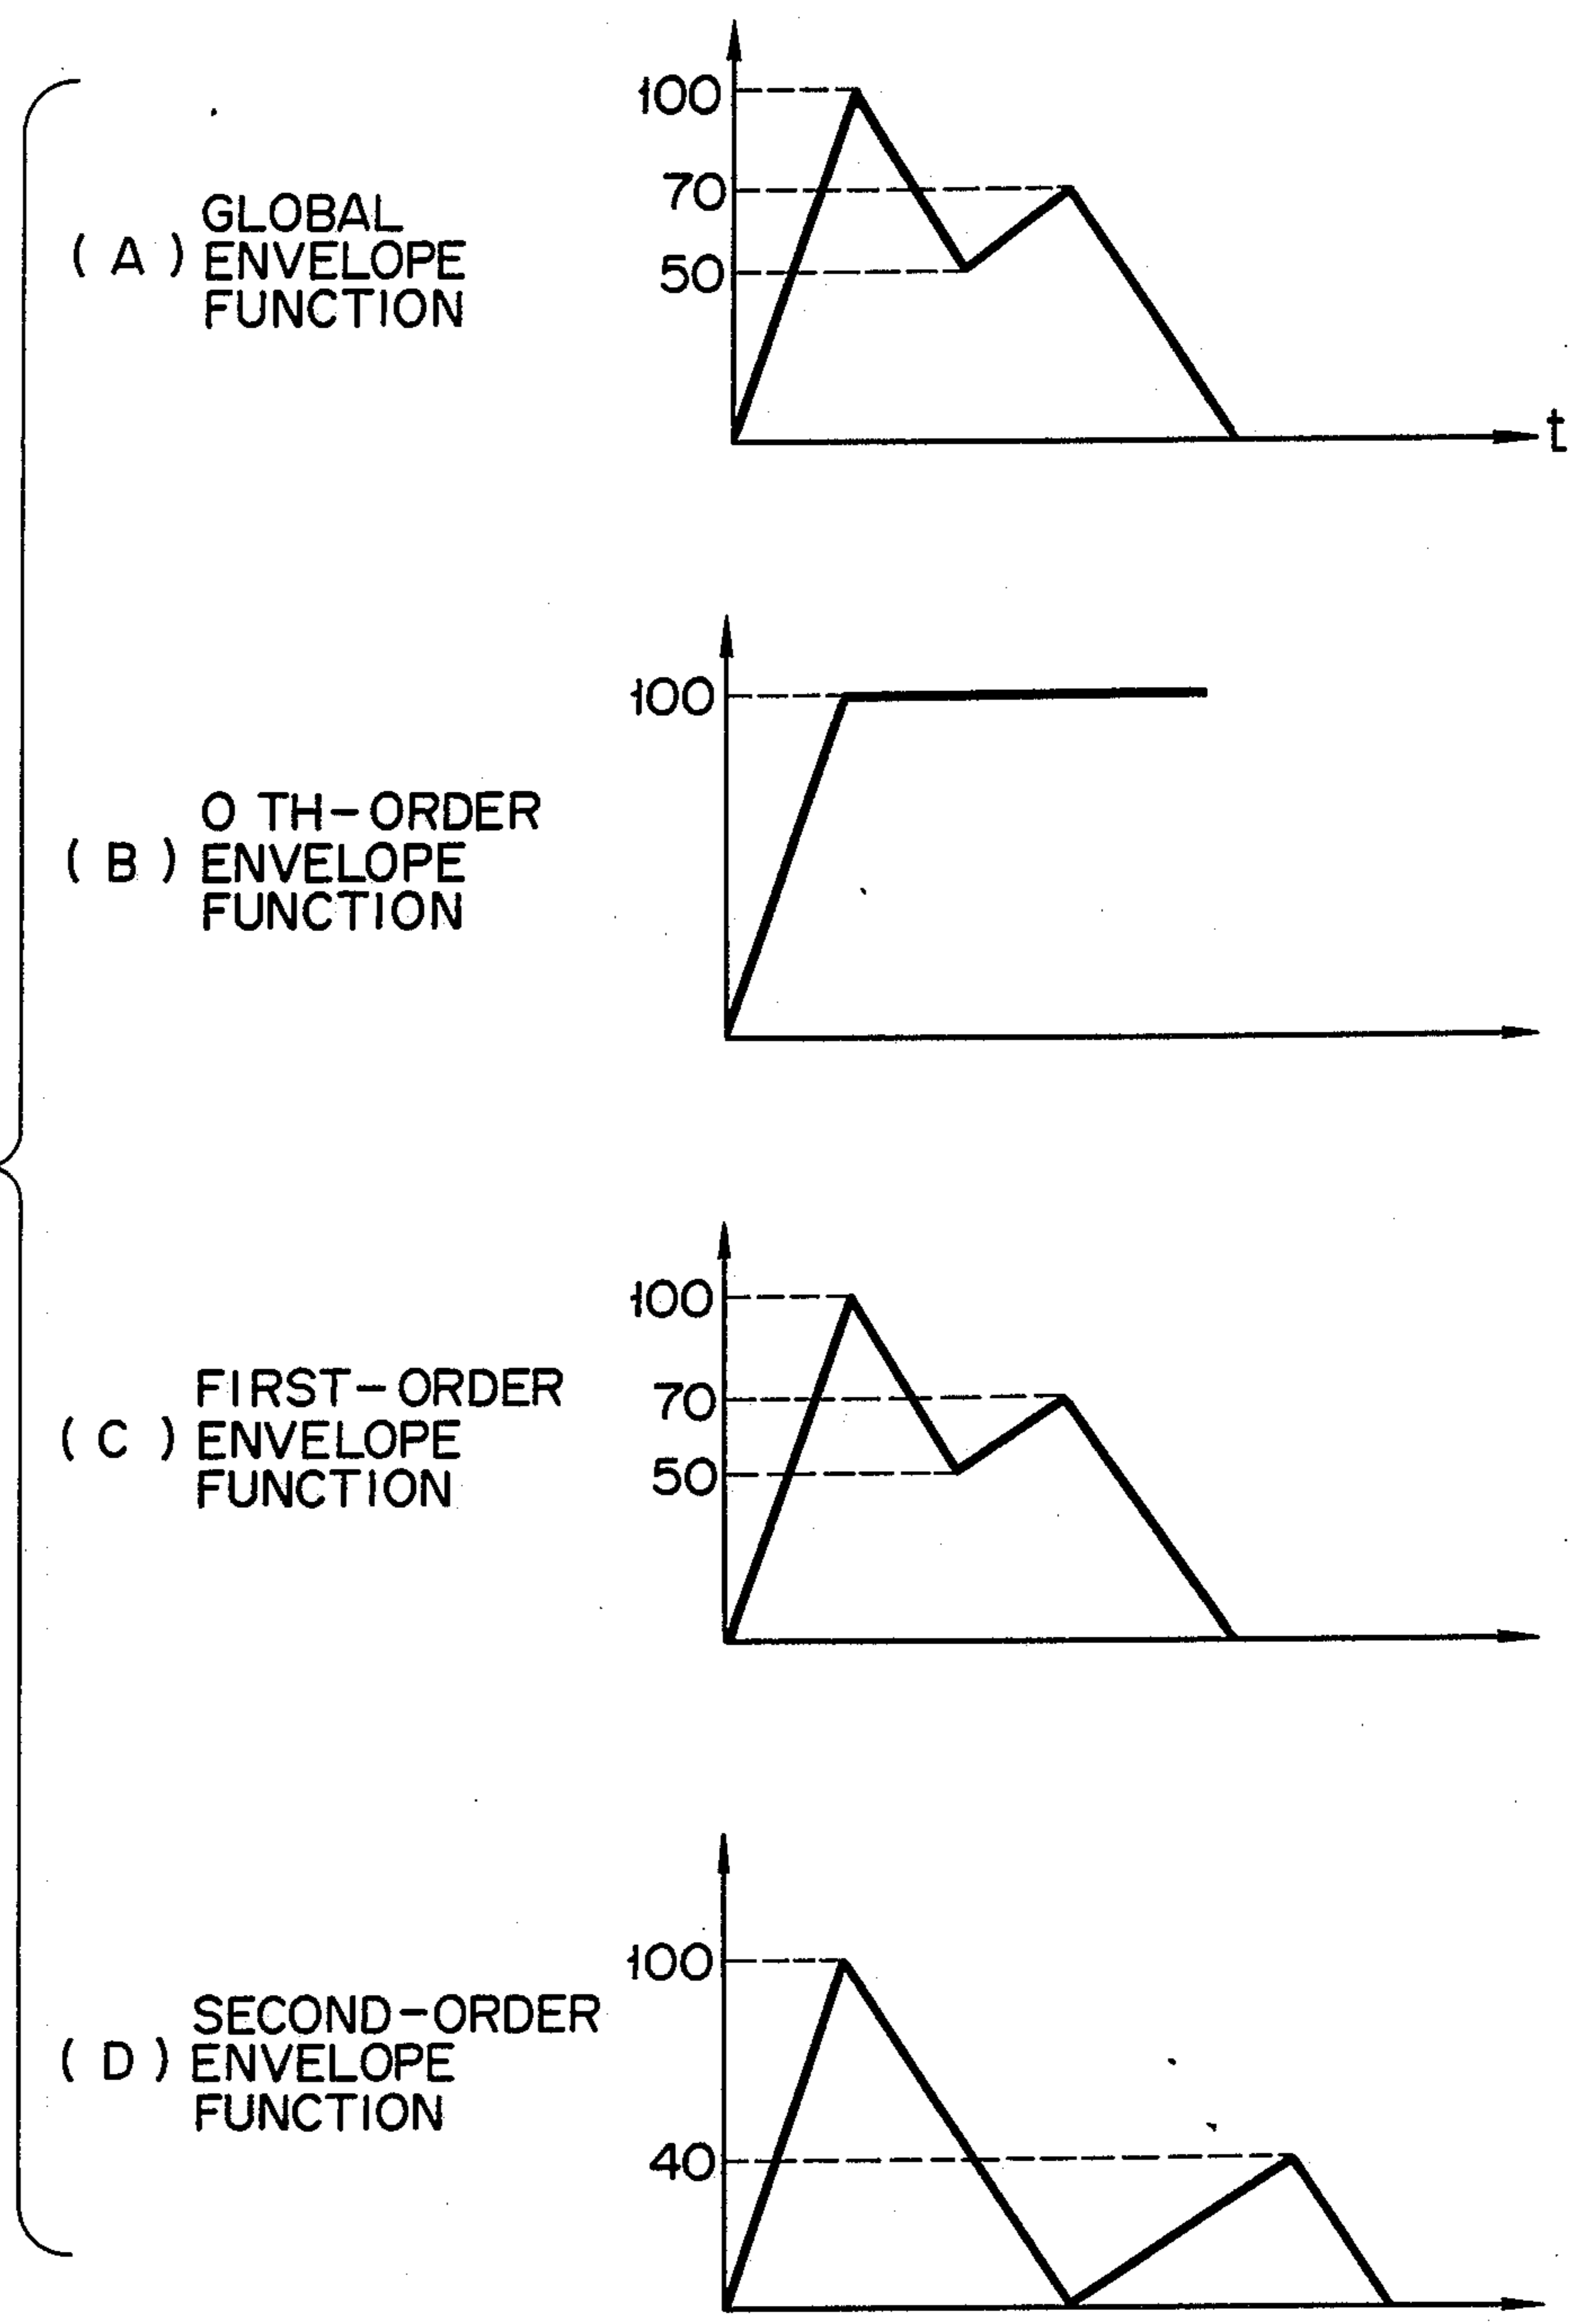 100
70
50
t
( A ) GLOBAL
ENVELOPE
FUNCTION
100
( B ) O TH-ORDER
ENVELOPE
FUNCTION
100
70
50
( C ) FIRST-ORDER
ENVELOPE
FUNCTION
100
40
( D ) SECOND-ORDER
ENVELOPE
FUNCTION